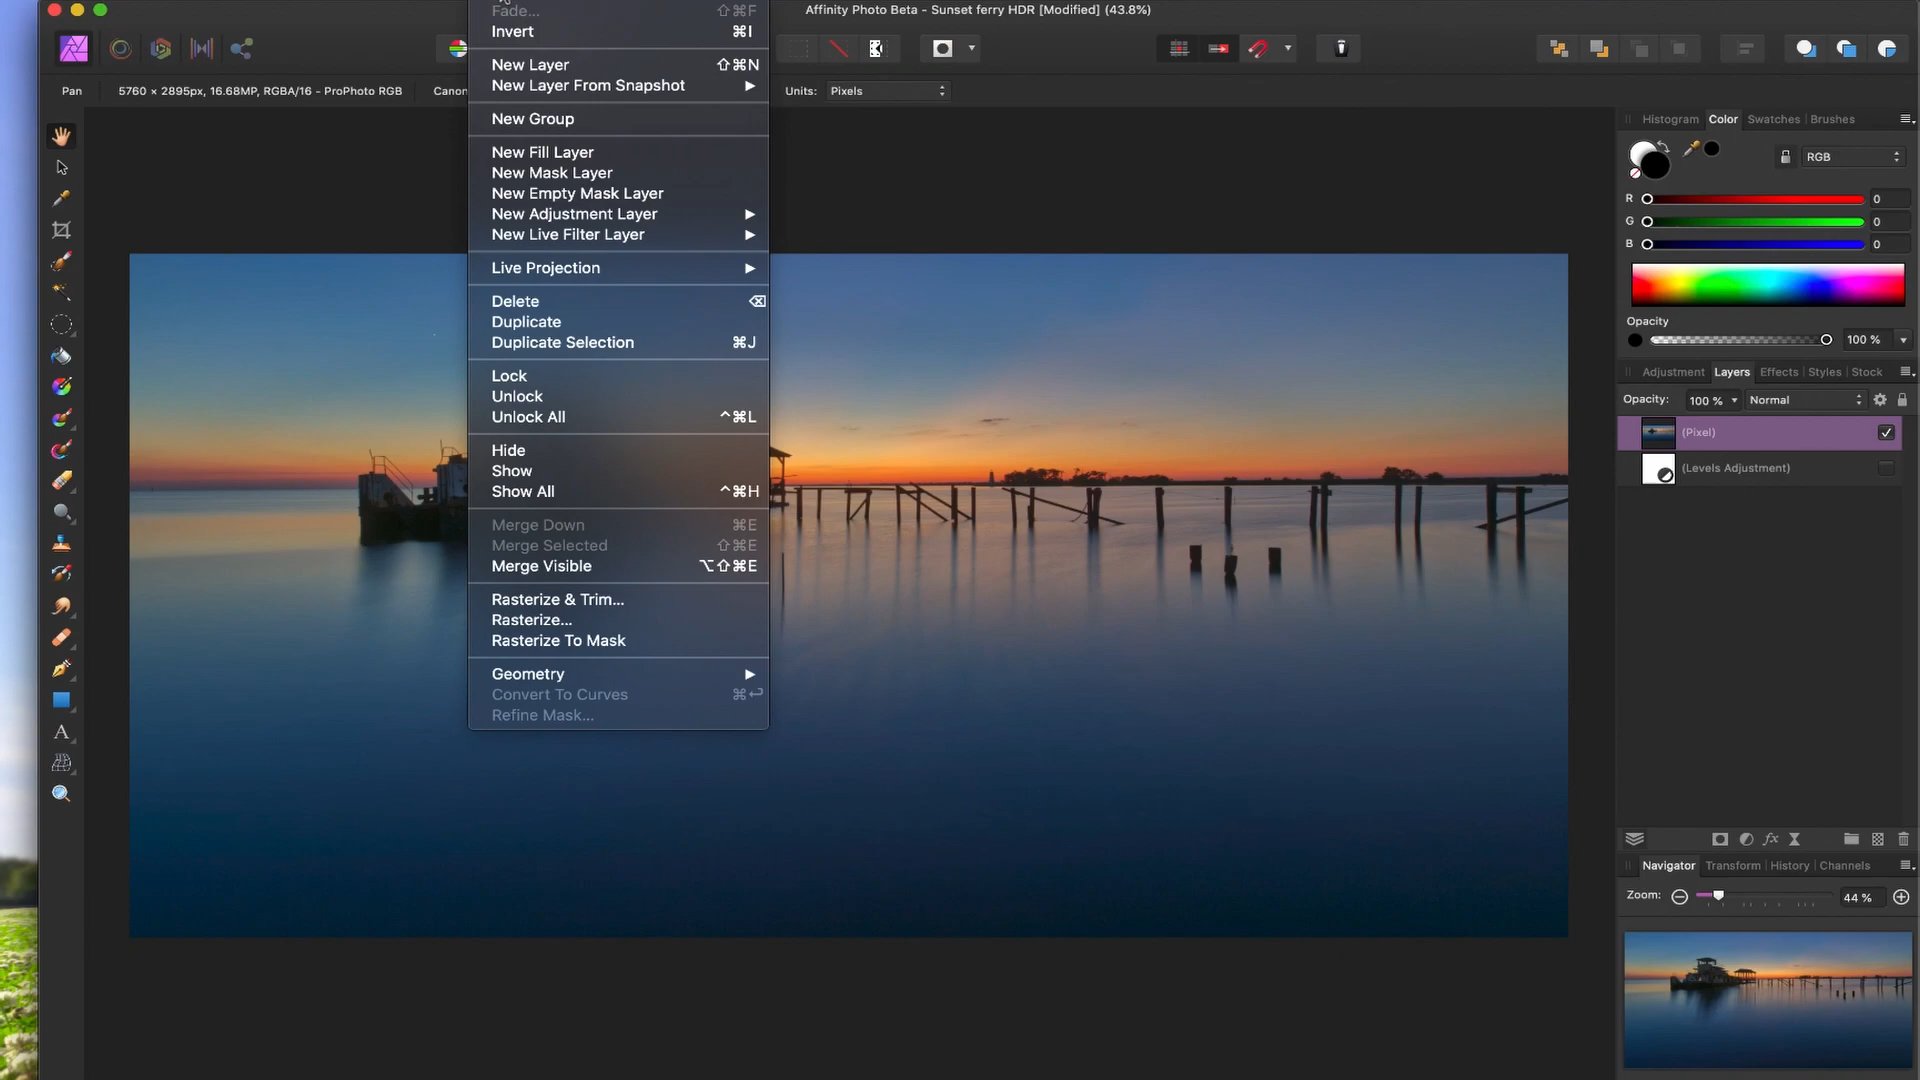 Affinity Photo Beta - Sunset ferry HDR [Modified] (43.8%)
Fade... ⇧⌘F
Invert ⌘I
New Layer ⇧⌘N
New Layer From Snapshot
New Group
New Fill Layer
New Mask Layer
New Empty Mask Layer
New Adjustment Layer
New Live Filter Layer
Live Projection
Delete ⌫
Duplicate
Duplicate Selection ⌘J
Lock
Unlock
Unlock All ^⌘L
Hide
Show
Show All ^⌘H
Merge Down ⌘E
Merge Selected ⇧⌘E
Merge Visible ⌥⇧⌘E
Rasterize & Trim...
Rasterize...
Rasterize To Mask
Geometry
Convert To Curves ⌘↩
Refine Mask...
Pan 5760 × 2895px, 16.68MP, RGBA/16 - ProPhoto RGB Canon Units: Pixels
Histogram Color Swatches Brushes
RGB
R 0
G 0
B 0
Opacity
100 %
Adjustment Layers Effects Styles Stock
Opacity: 100 % Normal
(Pixel)
(Levels Adjustment)
fx
Navigator Transform History Channels
Zoom: 44 %
A